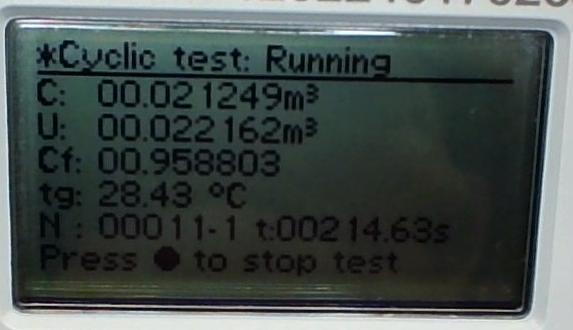 *Cyclic test: Running
C: 00.021249m³
U: 00.022162m³
Cf: 00.958803
tg: 28.43 °C
N : 00011-1 t:00214.63s
Press ● to stop test